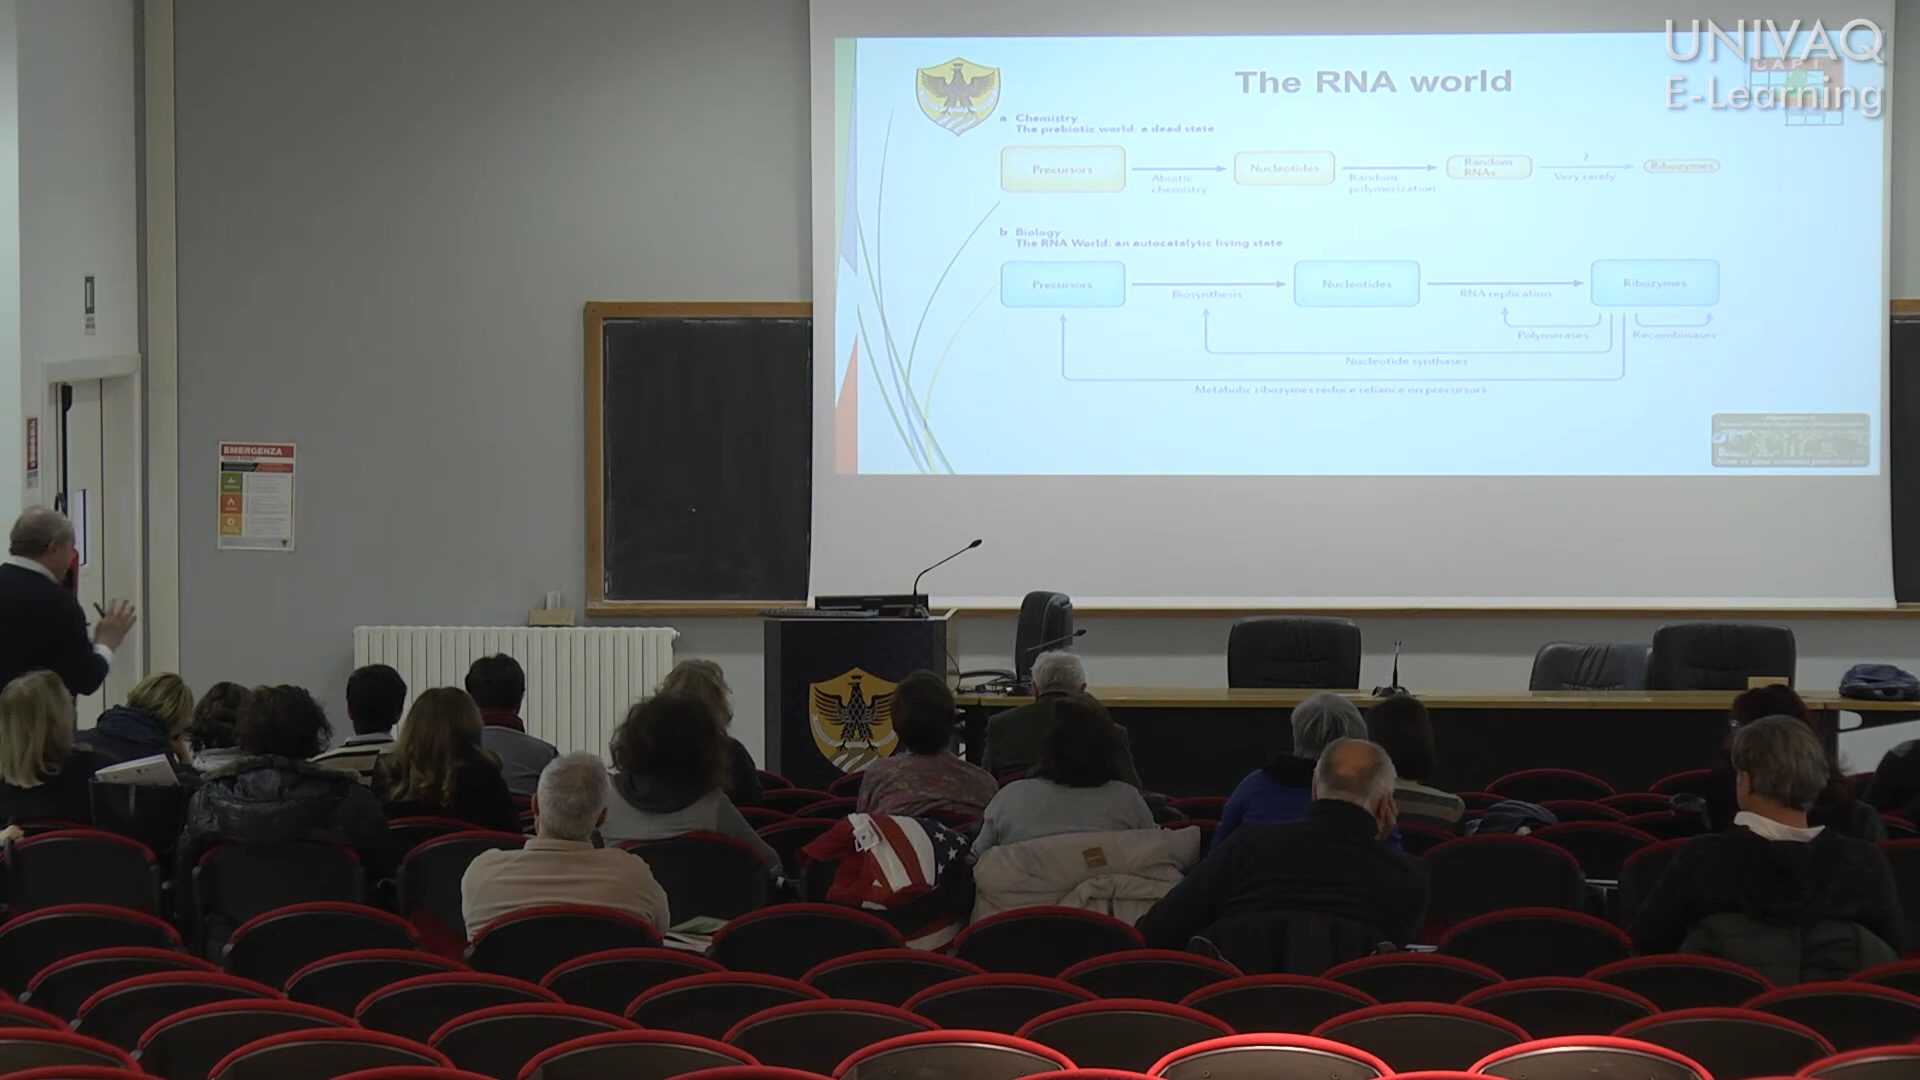 UNIVAQ
E-Learning
The RNA world
a Chemistry
The prebiotic world: a dead state
Precursors
Abiotic
chemistry
Nucleotides
Random
polymerization
Random
RNAs
?
Very rarely
Ribozymes
b Biology
The RNA World: an autocatalytic living state
Precursors
Biosynthesis
Nucleotides
RNA replication
Ribozymes
Polymerases
Recombinases
Nucleotide synthases
Metabolic ribozymes reduce reliance on precursors
EMERGENZA